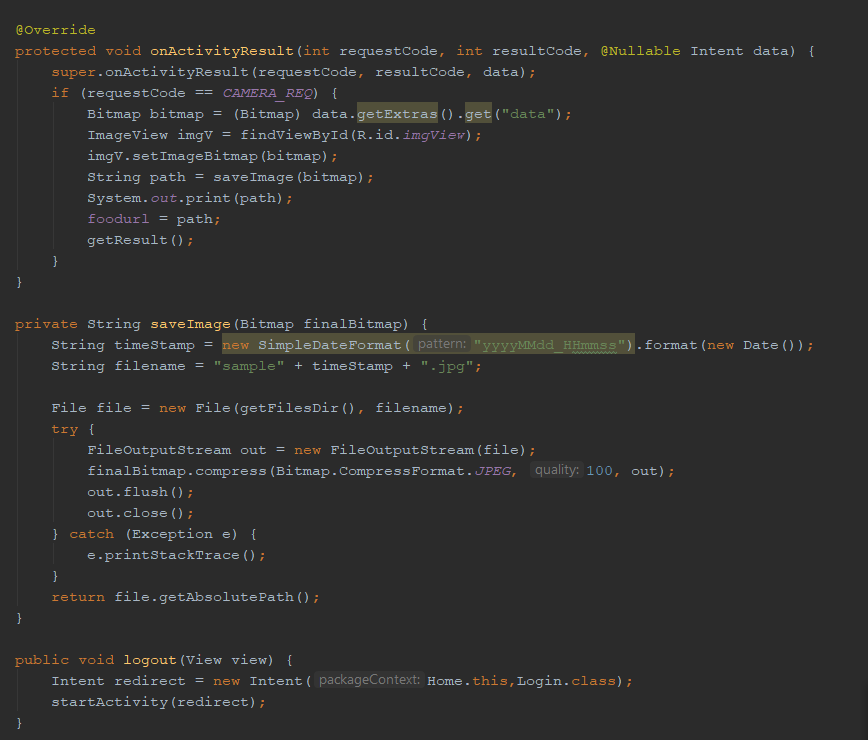 @Override
protected void onActivityResult(int requestCode, int resultCode, @Nullable Intent data) {
    super.onActivityResult(requestCode, resultCode, data);
    if (requestCode == CAMERA_REQ) {
        Bitmap bitmap = (Bitmap) data.getExtras().get("data");
        ImageView imgV = findViewById(R.id.imgView);
        imgV.setImageBitmap(bitmap);
        String path = saveImage(bitmap);
        System.out.print(path);
        foodurl = path;
        getResult();
    }
}
private String saveImage(Bitmap finalBitmap) {
    String timeStamp = new SimpleDateFormat( pattern: "yyyyMMdd_HHmmss").format(new Date());
    String filename = "sample" + timeStamp + ".jpg";
    File file = new File(getFilesDir(), filename);
    try {
        FileOutputStream out = new FileOutputStream(file);
        finalBitmap.compress(Bitmap.CompressFormat.JPEG, quality: 100, out);
        out.flush();
        out.close();
    } catch (Exception e) {
        e.printStackTrace();
    }
    return file.getAbsolutePath();
}
public void logout(View view) {
    Intent redirect = new Intent( packageContext: Home.this,Login.class);
    startActivity(redirect);
}